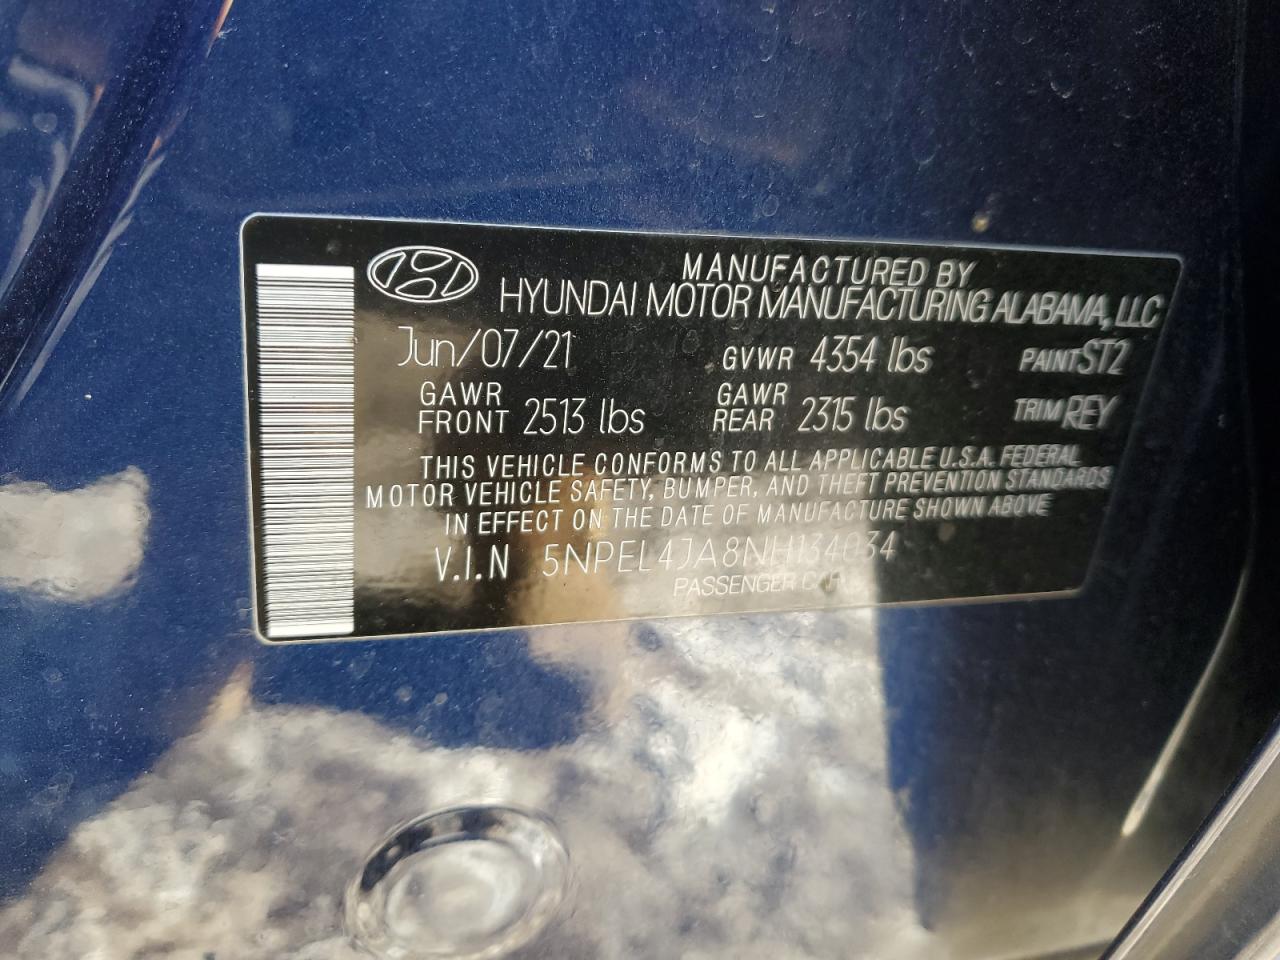 MANUFACTURED BY
HYUNDAI MOTOR MANUFACTURING ALABAMA, LLC
Jun/07/21 GVWR 4354 lbs PAINT ST2
GAWR FRONT 2513 lbs GAWR REAR 2315 lbs TRIM REY
THIS VEHICLE CONFORMS TO ALL APPLICABLE U.S.A. FEDERAL
MOTOR VEHICLE SAFETY, BUMPER, AND THEFT PREVENTION STANDARDS
IN EFFECT ON THE DATE OF MANUFACTURE SHOWN ABOVE
V.I.N 5NPEL4JA8NH134034
PASSENGER CAR